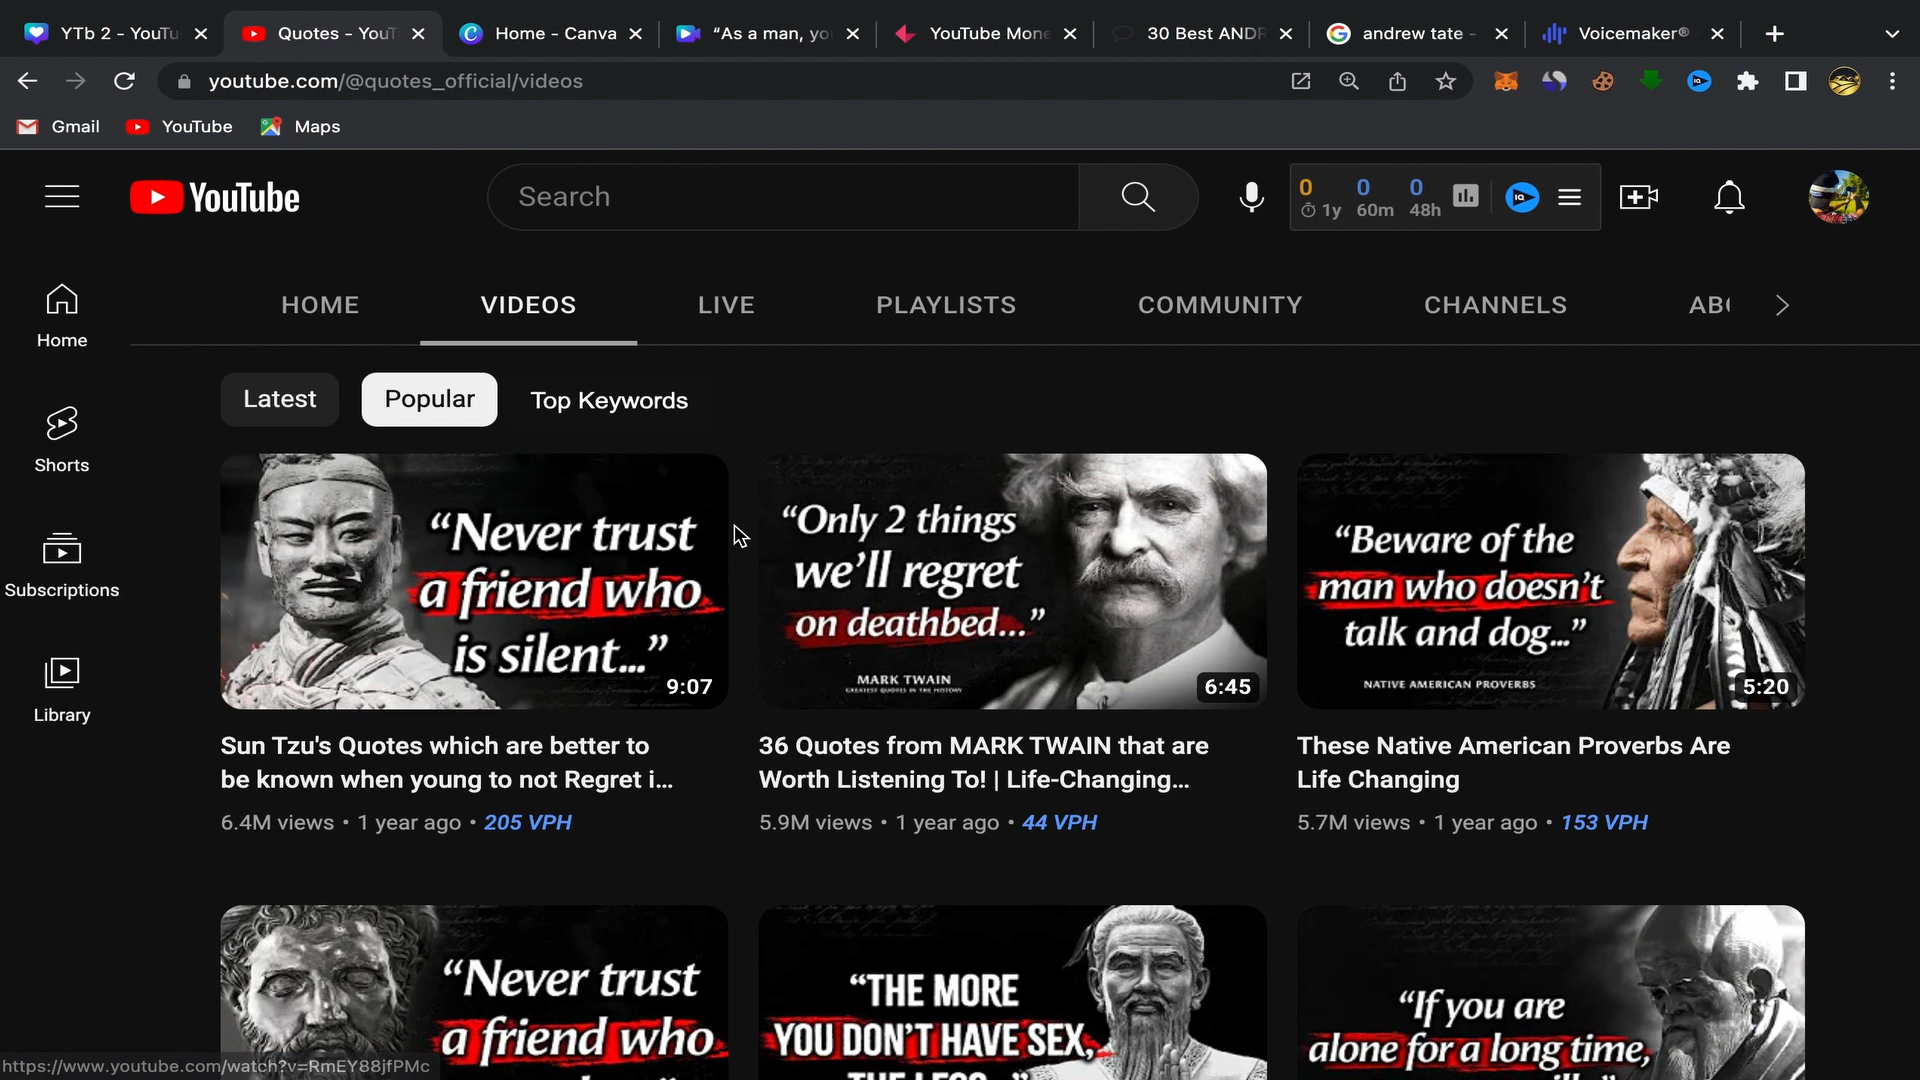 YTb 2 - YouTu
Quotes - YouT
Home - Canva
“As a man, yo
YouTube Mone
30 Best ANDR
andrew tate -
Voicemaker®
youtube.com/@quotes_official/videos
Gmail
YouTube
Maps
YouTube
Search
0 0 0
1y 60m 48h
Home
Shorts
Subscriptions
Library
HOME VIDEOS LIVE PLAYLISTS COMMUNITY CHANNELS ABO
Latest Popular Top Keywords
“Never trust
a friend who
is silent...”
9:07
“Only 2 things
we'll regret
on deathbed...”
MARK TWAIN
GREATEST QUOTES IN THE HISTORY
6:45
“Beware of the
man who doesn't
talk and dog...”
NATIVE AMERICAN PROVERBS
5:20
Sun Tzu's Quotes which are better to
be known when young to not Regret i...
6.4M views • 1 year ago • 205 VPH
36 Quotes from MARK TWAIN that are
Worth Listening To! | Life-Changing...
5.9M views • 1 year ago • 44 VPH
These Native American Proverbs Are
Life Changing
5.7M views • 1 year ago • 153 VPH
“Never trust
a friend who
“THE MORE
YOU DON'T HAVE SEX,
THE LESS
“If you are
alone for a long time,
https://www.youtube.com/watch?v=RmEY88jfPMc